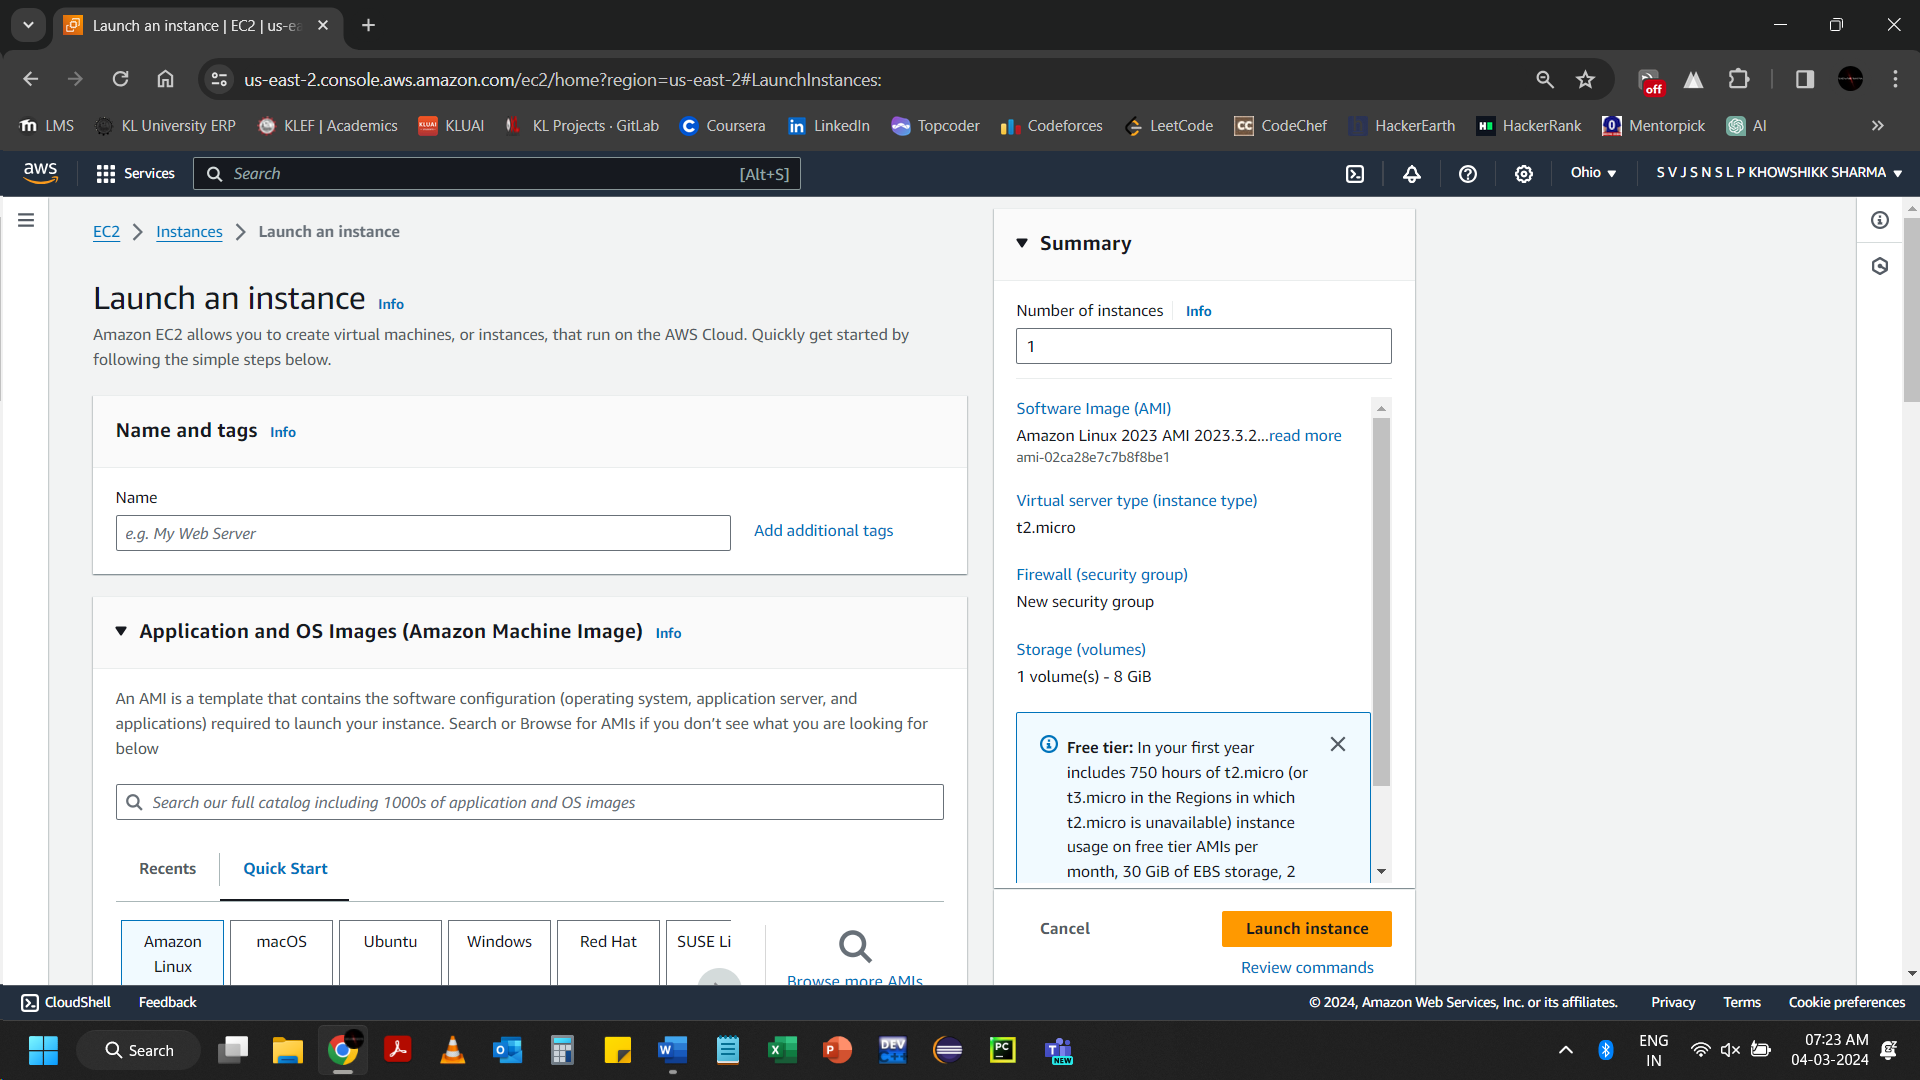 Launch an instance | EC2 | us-ea
us-east-2.console.aws.amazon.com/ec2/home?region=us-east-2#LaunchInstances:
off
LMS
KL University ERP
KLEF | Academics
KLUAI
KL Projects · GitLab
Coursera
LinkedIn
Topcoder
Codeforces
LeetCode
CodeChef
HackerEarth
HackerRank
Mentorpick
AI
aws
Services
Search
[Alt+S]
Ohio
S V J S N S L P KHOWSHIKK SHARMA
EC2
Instances
Launch an instance
Launch an instance Info
Amazon EC2 allows you to create virtual machines, or instances, that run on the AWS Cloud. Quickly get started by
following the simple steps below.
Name and tags Info
Name
e.g. My Web Server
Add additional tags
Application and OS Images (Amazon Machine Image) Info
An AMI is a template that contains the software configuration (operating system, application server, and
applications) required to launch your instance. Search or Browse for AMIs if you don’t see what you are looking for
below
Search our full catalog including 1000s of application and OS images
Recents
Quick Start
Amazon
Linux
macOS
Ubuntu
Windows
Red Hat
SUSE Li
Browse more AMIs
Summary
Number of instances Info
1
Software Image (AMI)
Amazon Linux 2023 AMI 2023.3.2...read more
ami-02ca28e7c7b8f8be1
Virtual server type (instance type)
t2.micro
Firewall (security group)
New security group
Storage (volumes)
1 volume(s) - 8 GiB
Free tier: In your first year
includes 750 hours of t2.micro (or
t3.micro in the Regions in which
t2.micro is unavailable) instance
usage on free tier AMIs per
month, 30 GiB of EBS storage, 2
Cancel
Launch instance
Review commands
CloudShell
Feedback
© 2024, Amazon Web Services, Inc. or its affiliates.
Privacy
Terms
Cookie preferences
Search
DEV
PC
NEW
ENG
IN
07:23 AM
04-03-2024